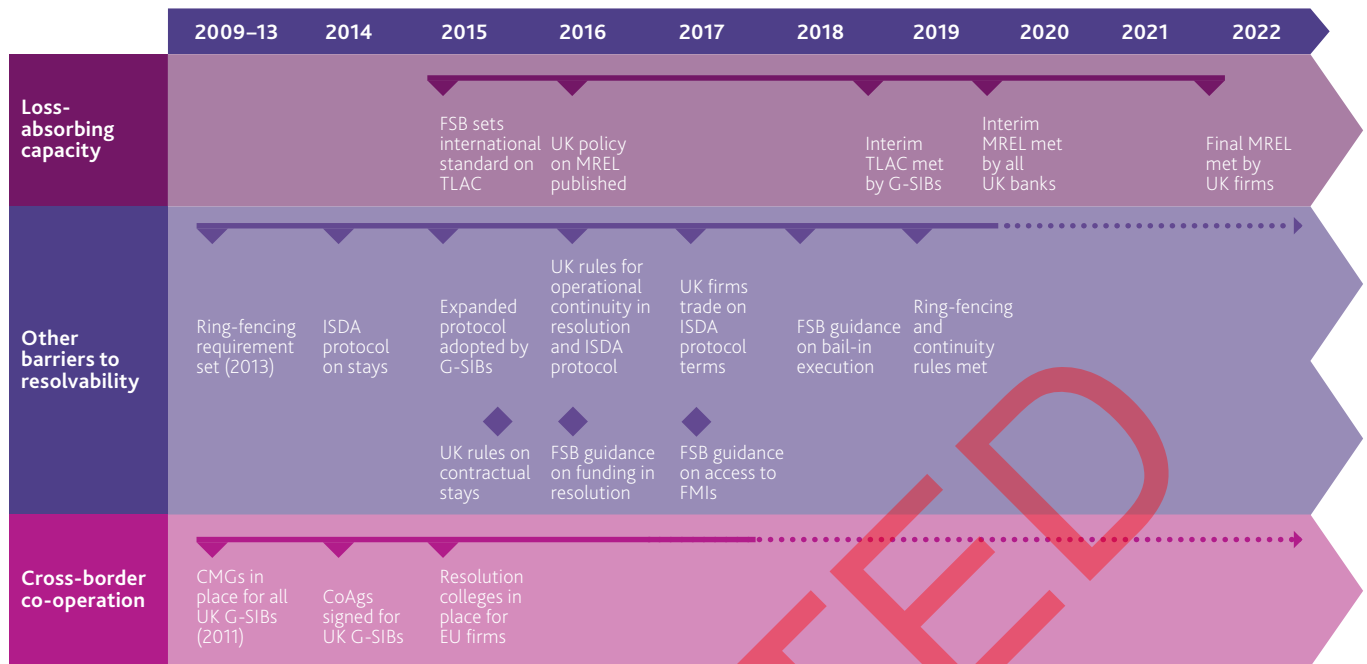 2009–13 2014 2015 2016 2017 2018 2019 2020 2021 2022
Loss-
absorbing
capacity
FSB sets
international
standard on
TLAC
UK policy
on MREL
published
Interim
TLAC met
by G-SIBs
Interim
MREL met
by all
UK banks
Final MREL
met by
UK firms
Other
barriers to
resolvability
Ring-fencing
requirement
set (2013)
ISDA
protocol
on stays
Expanded
protocol
adopted by
G-SIBs
UK rules for
operational
continuity in
resolution
and ISDA
protocol
UK firms
trade on
ISDA
protocol
terms
FSB guidance
on bail-in
execution
Ring-fencing
and
continuity
rules met
UK rules on
contractual
stays
FSB guidance
on funding in
resolution
FSB guidance
on access to
FMIs
Cross-border
co-operation
CMGs in
place for all
UK G-SIBs
(2011)
CoAgs
signed for
UK G-SIBs
Resolution
colleges in
place for
EU firms
TED